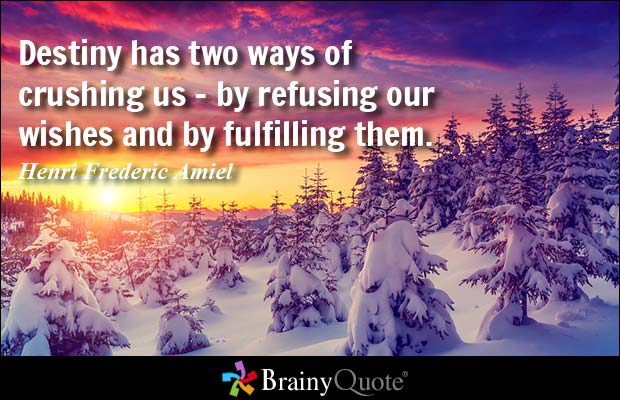 Destiny has two ways of
crushing us - by refusing our
wishes and by fulfilling them.
Henri Frederic Amiel
BrainyQuote®